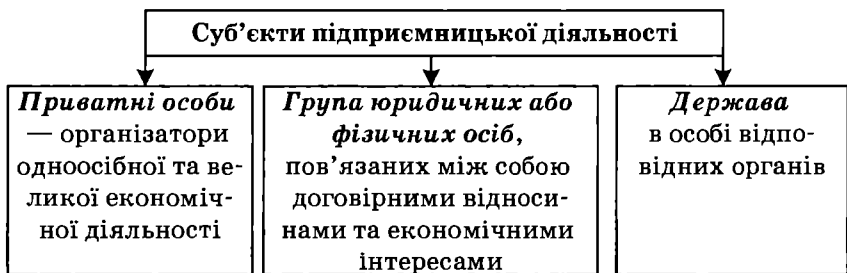 Суб’єкти підприємницької діяльності
Приватні особи
— організатори
одноосібної та ве-
ликої економіч-
ної діяльності
Група юридичних або
фізичних осіб,
пов’язаних між собою
договірними відноси-
нами та економічними
інтересами
Держава
в особі відпо-
відних органів